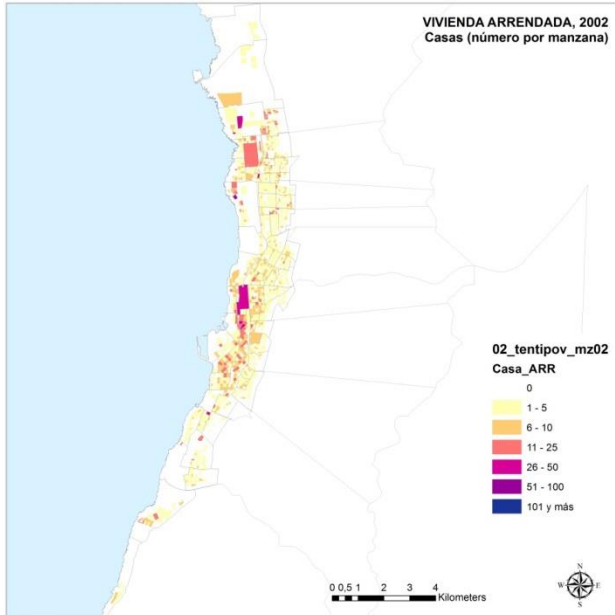 VIVIENDA ARRENDADA, 2002
Casas (número por manzana)
02_tentipov_mz02
Casa_ARR
0
1 - 5
6 - 10
11 - 25
26 - 50
51 - 100
101 y más
0 0,5 1 2 3 4
Kilometers
N
W E
S